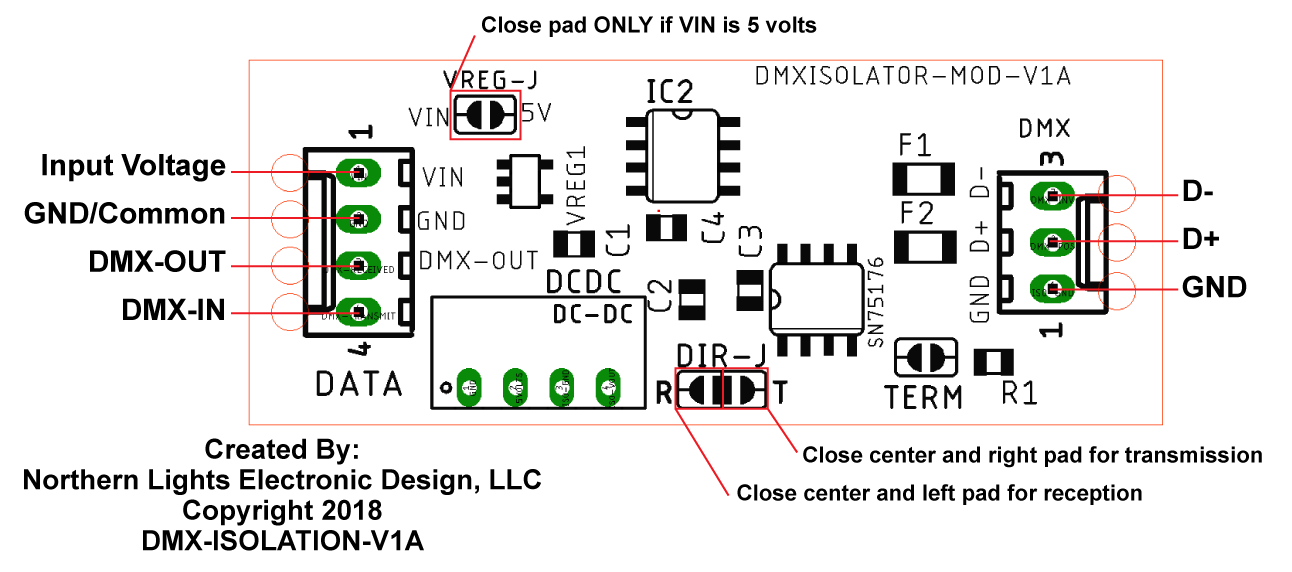 Close pad ONLY if VIN is 5 volts
DMXISOLATOR-MOD-V1A
VREG-J
VIN
5V
IC2
1
Input Voltage
VIN
GND/Common
GND
DMX-OUT
DMX-OUT
DMX-IN
4
DATA
VREG1
C1
C4
C3
C2
DCDC
DC-DC
F1
F2
SN75176
DMX
3
D-
D-
D+
D+
GND
GND
1
DIR-J
R
T
TERM
R1
Close center and right pad for transmission
Close center and left pad for reception
Created By:
Northern Lights Electronic Design, LLC
Copyright 2018
DMX-ISOLATION-V1A